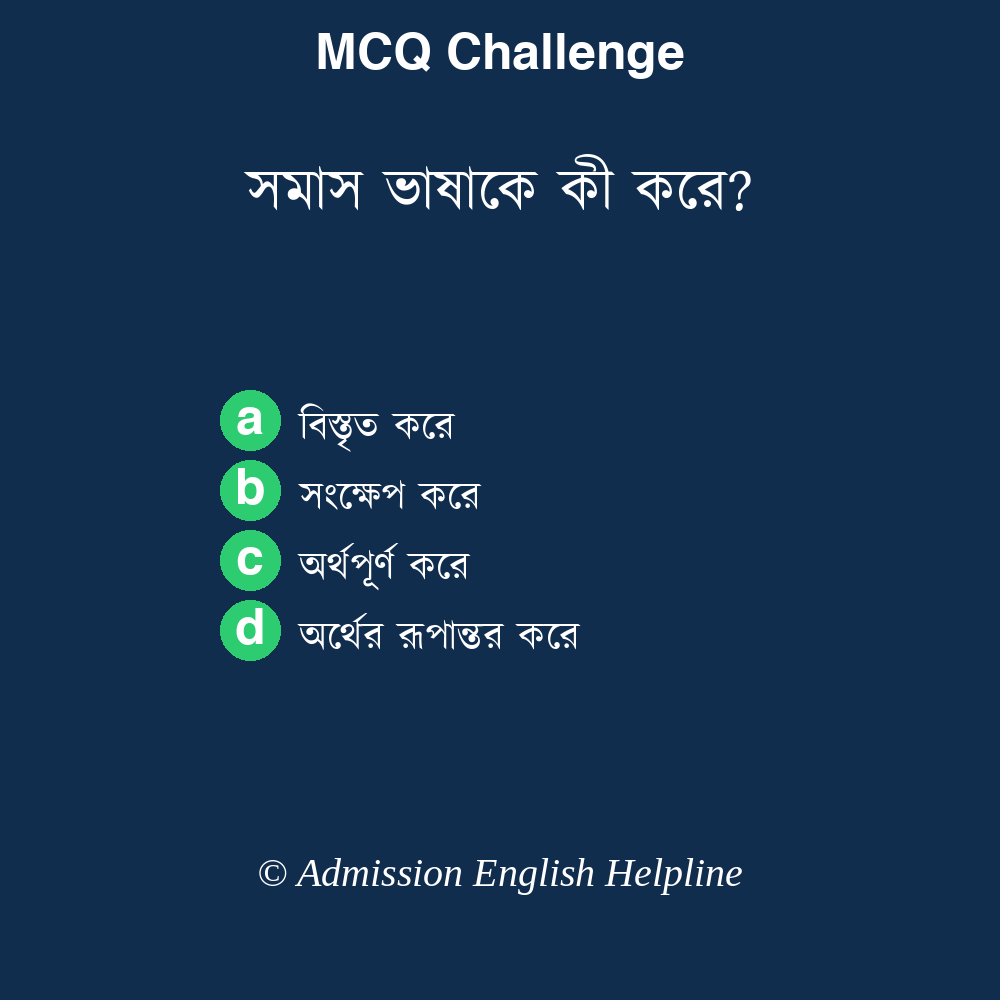 MCQ Challenge
সমাস ভাষাকে কী করে?
a বিস্তৃত করে
b সংক্ষেপ করে
c অর্থপূর্ণ করে
d অর্থের রূপান্তর করে
© Admission English Helpline